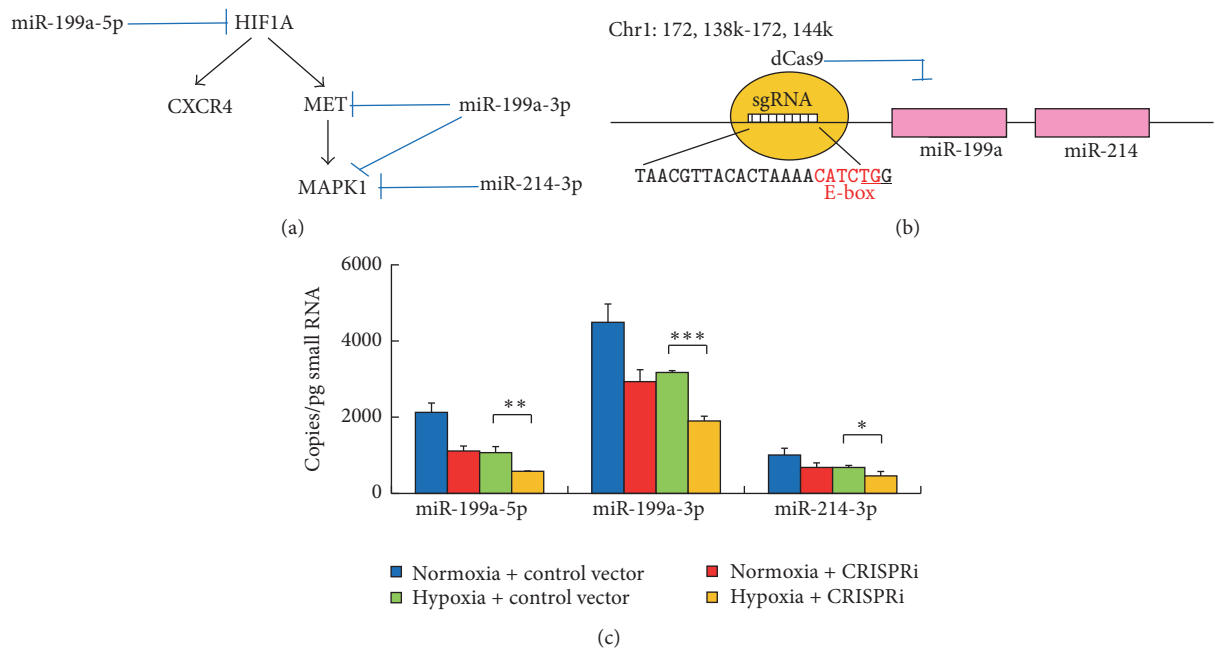 miR-199a-5p HIF1A
CXCR4 MET miR-199a-3p
MAPK1 miR-214-3p
(a)
Chr1: 172, 138k-172, 144k
dCas9
sgRNA
miR-199a miR-214
TAACGTTACACTAAAACATCTGG
E-box
(b)
Copies/pg small RNA
6000
4000
2000
0
**
***
*
miR-199a-5p miR-199a-3p miR-214-3p
Normoxia + control vector Normoxia + CRISPRi
Hypoxia + control vector Hypoxia + CRISPRi
(c)